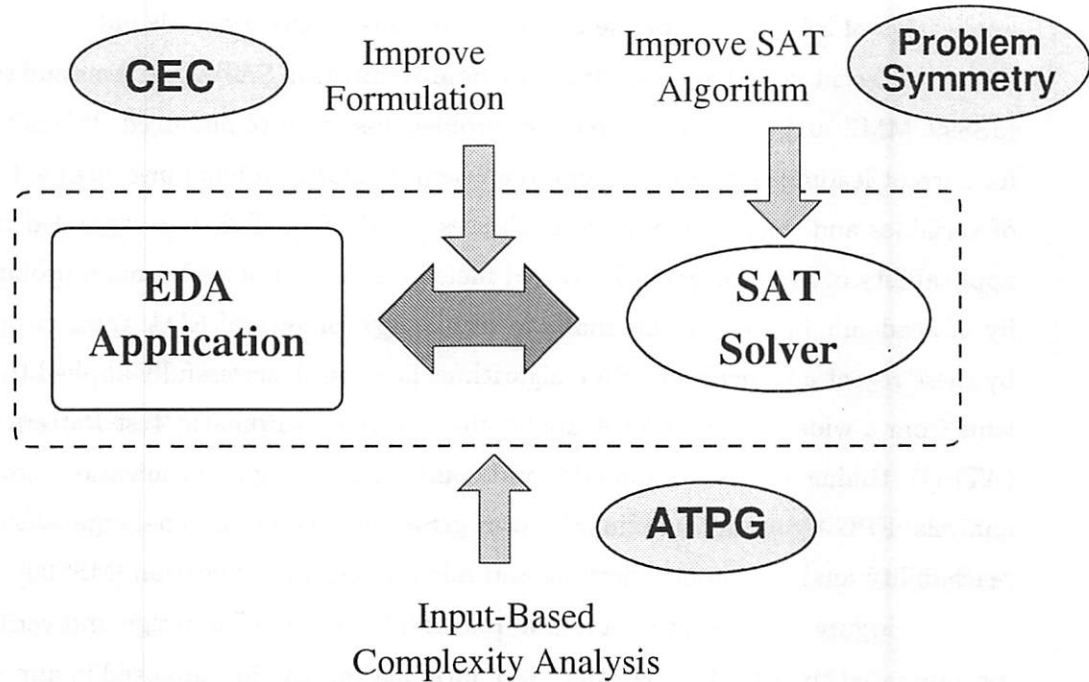 CEC
Improve
Formulation
Improve SAT
Algorithm
Problem
Symmetry
EDA
Application
SAT
Solver
ATPG
Input-Based
Complexity Analysis